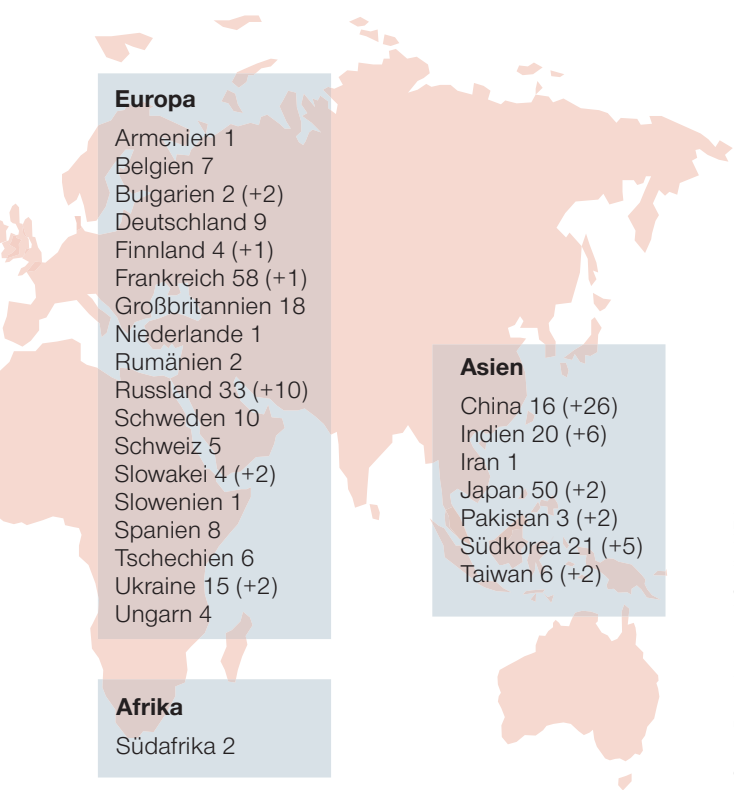 Europa
Armenien 1
Belgien 7
Bulgarien 2 (+2)
Deutschland 9
Finnland 4 (+1)
Frankreich 58 (+1)
Großbritannien 18
Niederlande 1
Rumänien 2
Russland 33 (+10)
Schweden 10
Schweiz 5
Slowakei 4 (+2)
Slowenien 1
Spanien 8
Tschechien 6
Ukraine 15 (+2)
Ungarn 4
Afrika
Südafrika 2
Asien
China 16 (+26)
Indien 20 (+6)
Iran 1
Japan 50 (+2)
Pakistan 3 (+2)
Südkorea 21 (+5)
Taiwan 6 (+2)